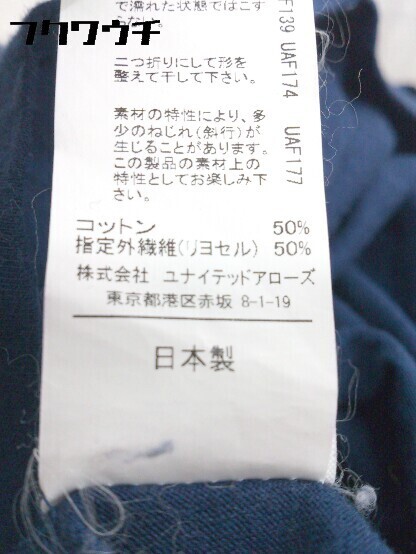 フクウウチ
で濡れた状態ではこす
らない。
二つ折りにして形を
整えて干して下さい。
素材の特性により、多
少のねじれ(斜行)が
生じることがあります。
この製品の素材上の
特性としてお楽しみ下
さい。
コットン 50%
指定外繊維(リヨセル) 50%
株式会社 ユナイテッドアローズ
東京都港区赤坂 8-1-19
日本製
UAF174 UAF177